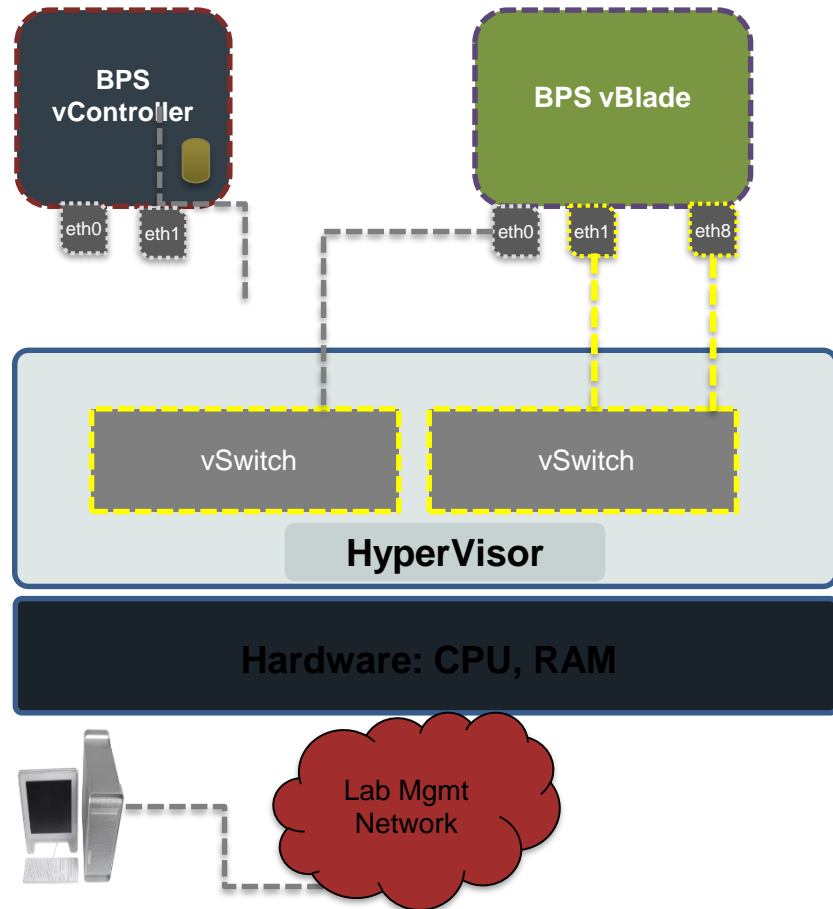 BPS
vController
BPS vBlade
eth0
eth1
eth0
eth1
eth8
vSwitch
vSwitch
HyperVisor
Hardware: CPU, RAM
Lab Mgmt
Network